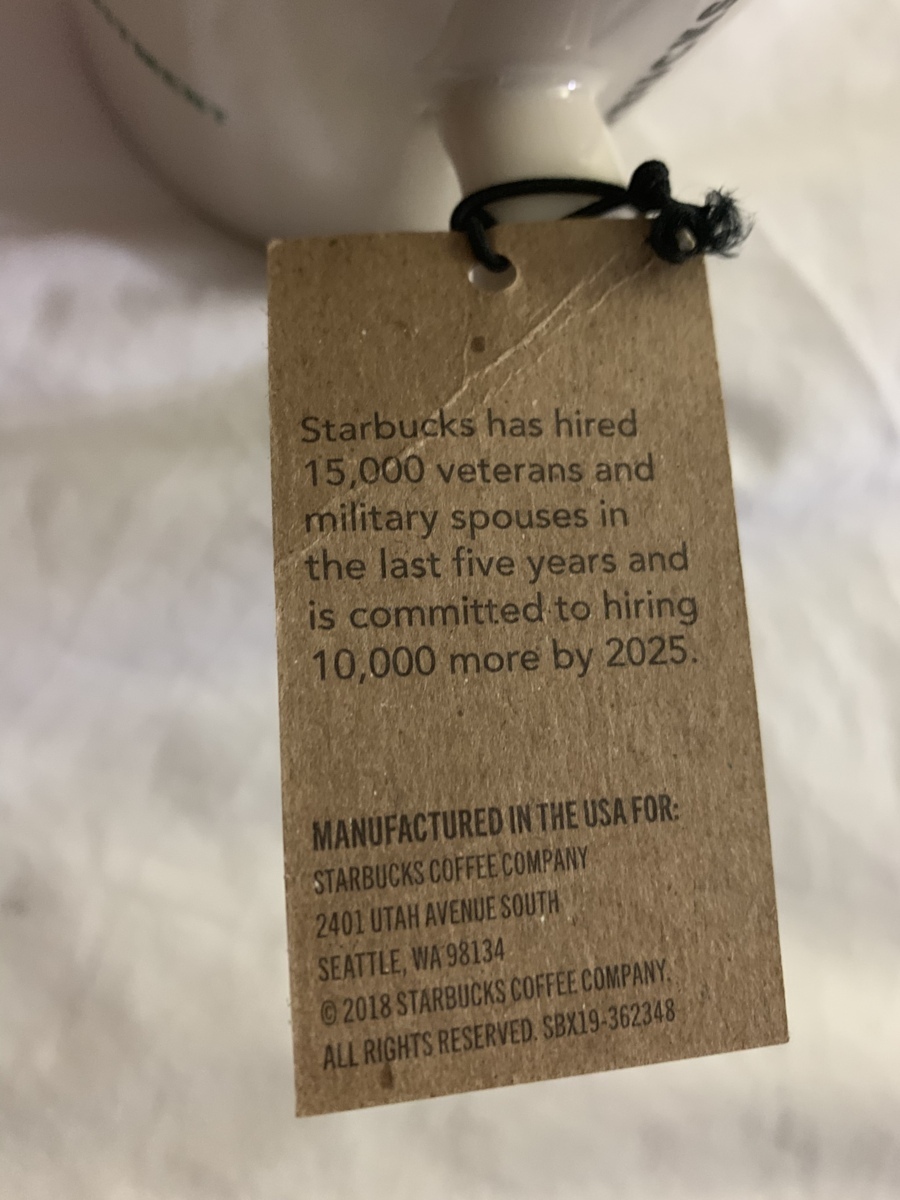 Starbucks has hired
15,000 veterans and
military spouses in
the last five years and
is committed to hiring
10,000 more by 2025.
MANUFACTURED IN THE USA FOR:
STARBUCKS COFFEE COMPANY
2401 UTAH AVENUE SOUTH
SEATTLE, WA 98134
© 2018 STARBUCKS COFFEE COMPANY.
ALL RIGHTS RESERVED. SBX19-362348